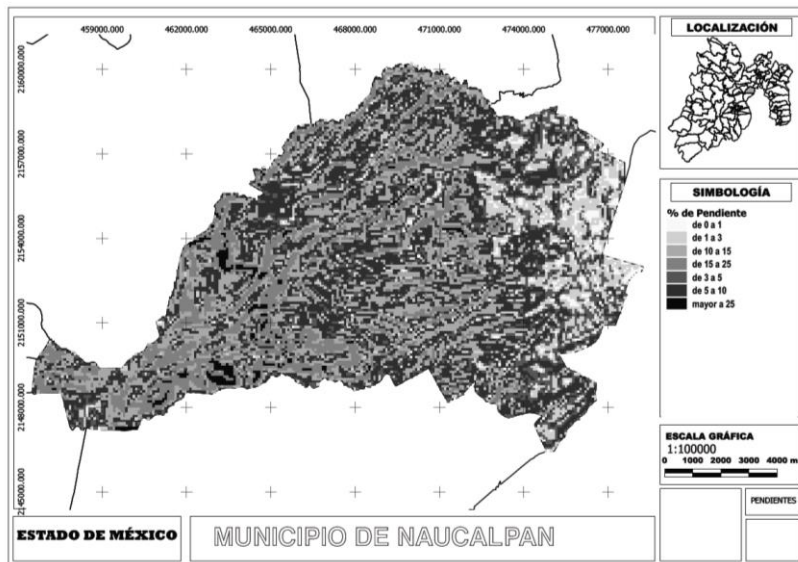 459000.000 462000.000 465000.000 468000.000 471000.000 474000.000 477000.000
2160000.000
2157000.000
2154000.000
2151000.000
2148000.000
2145000.000
LOCALIZACIÓN
SIMBOLOGÍA
% de Pendiente
de 0 a 1
de 1 a 3
de 10 a 15
de 15 a 25
de 3 a 5
de 5 a 10
mayor a 25
ESCALA GRÁFICA
1:100000
0 1000 2000 3000 4000 m
PENDIENTES
ESTADO DE MÉXICO
MUNICIPIO DE NAUCALPAN